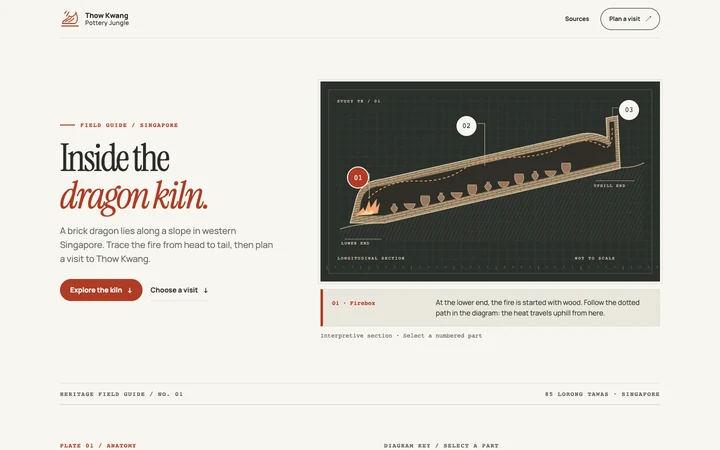 Thow Kwang
Pottery Jungle
Sources
Plan a visit ↗
FIELD GUIDE / SINGAPORE
Inside the
dragon kiln.
A brick dragon lies along a slope in western
Singapore. Trace the fire from head to tail, then plan
a visit to Thow Kwang.
Explore the kiln ↓
Choose a visit ↓
STUDY TK / 01
01
02
03
UPHILL END
LOWER END
LONGITUDINAL SECTION
NOT TO SCALE
01 · Firebox
At the lower end, the fire is started with wood. Follow the dotted
path in the diagram: the heat travels uphill from here.
Interpretive section · Select a numbered part
HERITAGE FIELD GUIDE / NO. 01
85 LORONG TAWAS · SINGAPORE
PLATE 01 / ANATOMY
DIAGRAM KEY / SELECT A PART